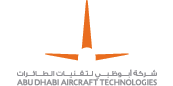 شركة أبوظبي لتقنيات الطائرات
ABU DHABI AIRCRAFT TECHNOLOGIES